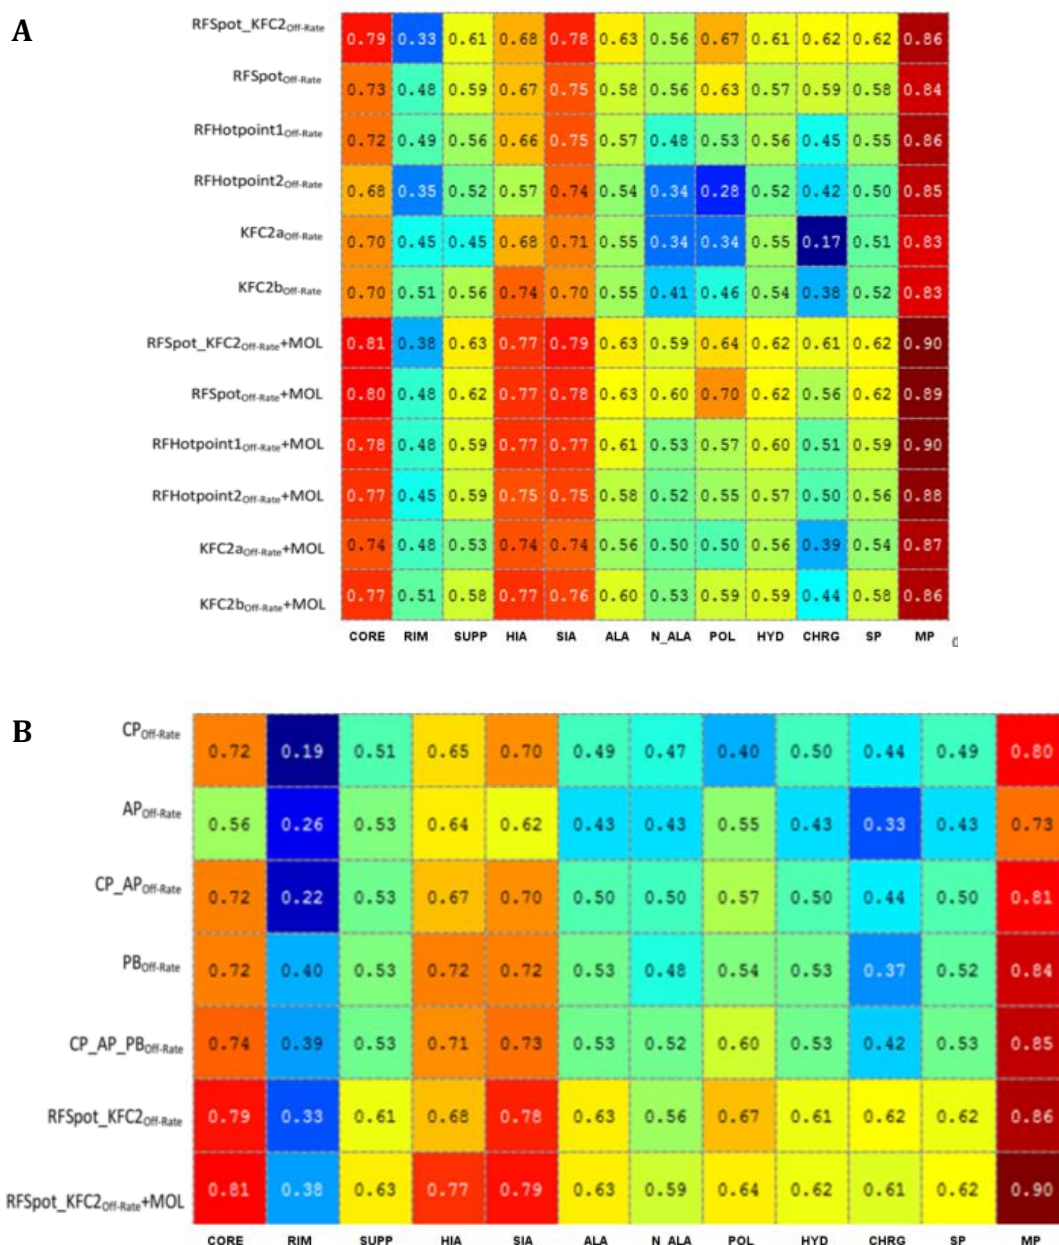 A
RFSpot_KFC2Off-Rate 0.79 0.33 0.61 0.68 0.78 0.63 0.56 0.67 0.61 0.62 0.62 0.86
RFSpotOff-Rate 0.73 0.48 0.59 0.67 0.75 0.58 0.56 0.63 0.57 0.59 0.58 0.84
RFHotpoint1Off-Rate 0.72 0.49 0.56 0.66 0.75 0.57 0.48 0.53 0.56 0.45 0.55 0.86
RFHotpoint2Off-Rate 0.68 0.35 0.52 0.57 0.74 0.54 0.34 0.28 0.52 0.42 0.50 0.85
KFC2aOff-Rate 0.70 0.45 0.45 0.68 0.71 0.55 0.34 0.34 0.55 0.17 0.51 0.83
KFC2bOff-Rate 0.70 0.51 0.56 0.74 0.70 0.55 0.41 0.46 0.54 0.38 0.52 0.83
RFSpot_KFC2Off-Rate+MOL 0.81 0.38 0.63 0.77 0.79 0.63 0.59 0.64 0.62 0.61 0.62 0.90
RFSpotOff-Rate+MOL 0.80 0.48 0.62 0.77 0.78 0.63 0.60 0.70 0.62 0.56 0.62 0.89
RFHotpoint1Off-Rate+MOL 0.78 0.48 0.59 0.77 0.77 0.61 0.53 0.57 0.60 0.51 0.59 0.90
RFHotpoint2Off-Rate+MOL 0.77 0.45 0.59 0.75 0.75 0.58 0.52 0.55 0.57 0.50 0.56 0.88
KFC2aOff-Rate+MOL 0.74 0.48 0.53 0.74 0.74 0.56 0.50 0.50 0.56 0.39 0.54 0.87
KFC2bOff-Rate+MOL 0.77 0.51 0.58 0.77 0.76 0.60 0.53 0.59 0.59 0.44 0.58 0.86
CORE RIM SUPP HIA SIA ALA N_ALA POL HYD CHRG SP MP
B
CPOff-Rate 0.72 0.19 0.51 0.65 0.70 0.49 0.47 0.40 0.50 0.44 0.49 0.80
APOff-Rate 0.56 0.26 0.53 0.64 0.62 0.43 0.43 0.55 0.43 0.33 0.43 0.73
CP_APOff-Rate 0.72 0.22 0.53 0.67 0.70 0.50 0.50 0.57 0.50 0.44 0.50 0.81
PBOff-Rate 0.72 0.40 0.53 0.72 0.72 0.53 0.48 0.54 0.53 0.37 0.52 0.84
CP_AP_PBOff-Rate 0.74 0.39 0.53 0.71 0.73 0.53 0.52 0.60 0.53 0.42 0.53 0.85
RFSpot_KFC2Off-Rate 0.79 0.33 0.61 0.68 0.78 0.63 0.56 0.67 0.61 0.62 0.62 0.86
RFSpot_KFC2Off-Rate+MOL 0.81 0.38 0.63 0.77 0.79 0.63 0.59 0.64 0.62 0.61 0.62 0.90
CORE RIM SUPP HIA SIA ALA N_ALA POL HYD CHRG SP MP